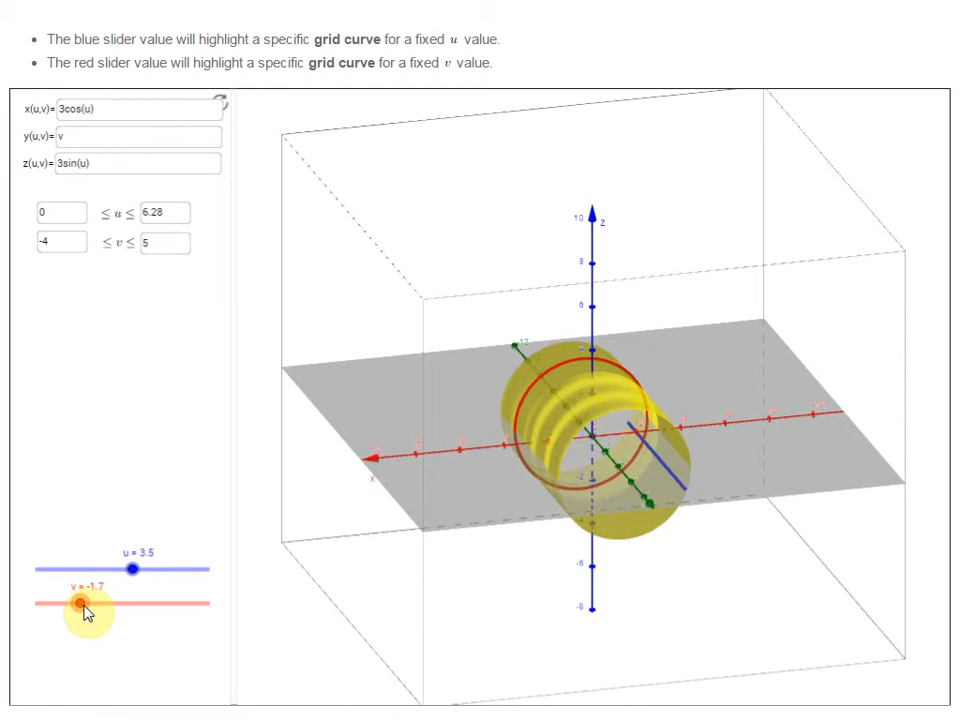 The blue slider value will highlight a specific grid curve for a fixed u value.
The red slider value will highlight a specific grid curve for a fixed v value.
x(u,v)= 3cos(u)
y(u,v)= v
z(u,v)= 3sin(u)
0 ≤ u ≤ 6.28
-4 ≤ v ≤ 5
10
z
8
6
-2
-6
-8
x
u = 3.5
v = -1.7